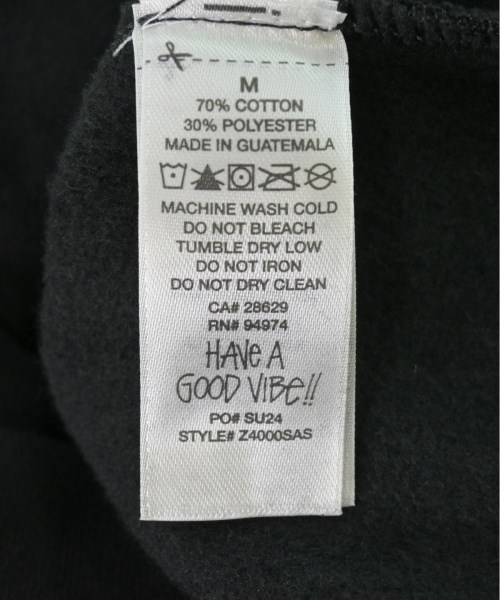 M
70% COTTON
30% POLYESTER
MADE IN GUATEMALA
MACHINE WASH COLD
DO NOT BLEACH
TUMBLE DRY LOW
DO NOT IRON
DO NOT DRY CLEAN
CA# 28629
RN# 94974
HAVE A
GOOD VIBE!!
PO# SU24
STYLE# Z4000SAS